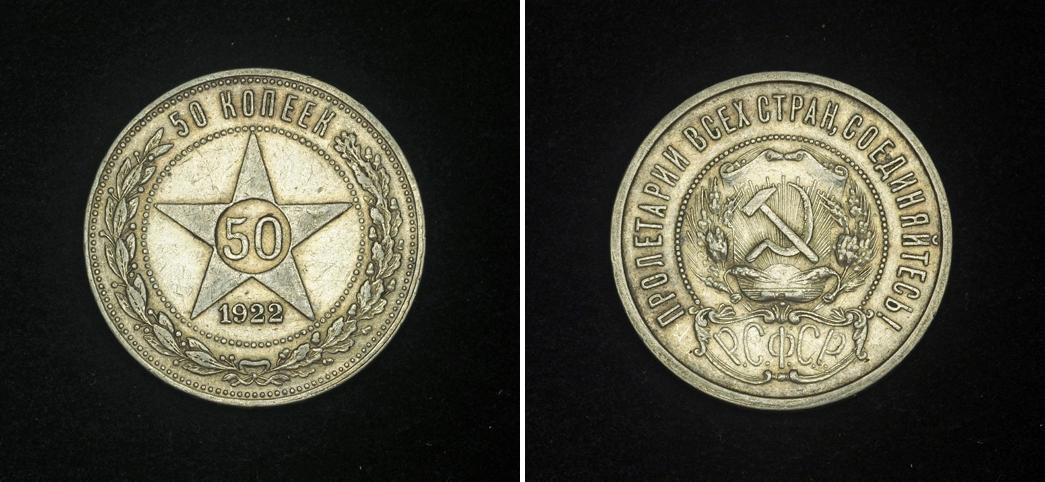 50 КОПЕЕК
50
1922
ПРОЛЕТАРИИ ВСЕХ СТРАН, СОЕДИНЯЙТЕСЬ!
Р.С.Ф.С.Р.